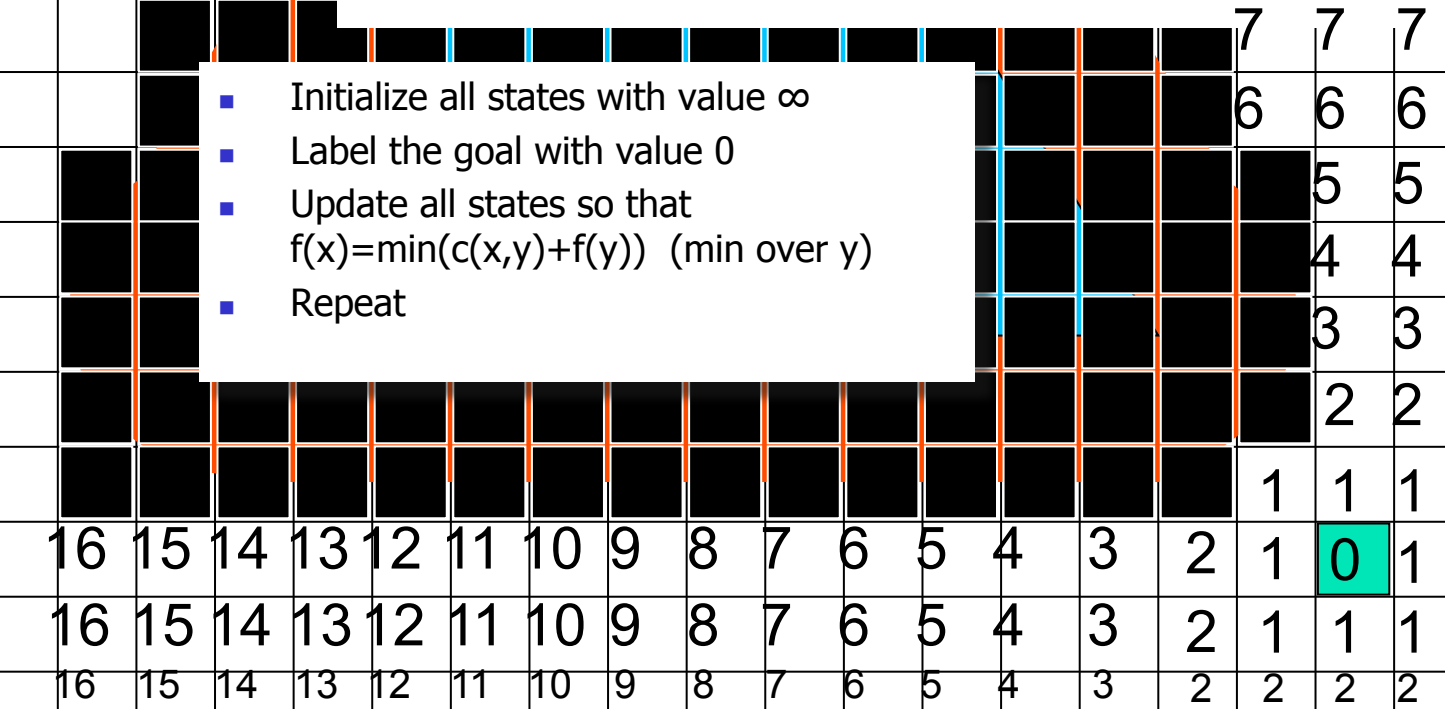 7 7 7
■ Initialize all states with value ∞
6 6 6
■ Label the goal with value 0
5 5
■ Update all states so that
f(x)=min(c(x,y)+f(y)) (min over y)
4 4
■ Repeat
3 3
2 2
1 1 1
16 15 14 13 12 11 10 9 8 7 6 5 4 3 2 1 0 1
16 15 14 13 12 11 10 9 8 7 6 5 4 3 2 1 1 1
16 15 14 13 12 11 10 9 8 7 6 5 4 3 2 2 2 2